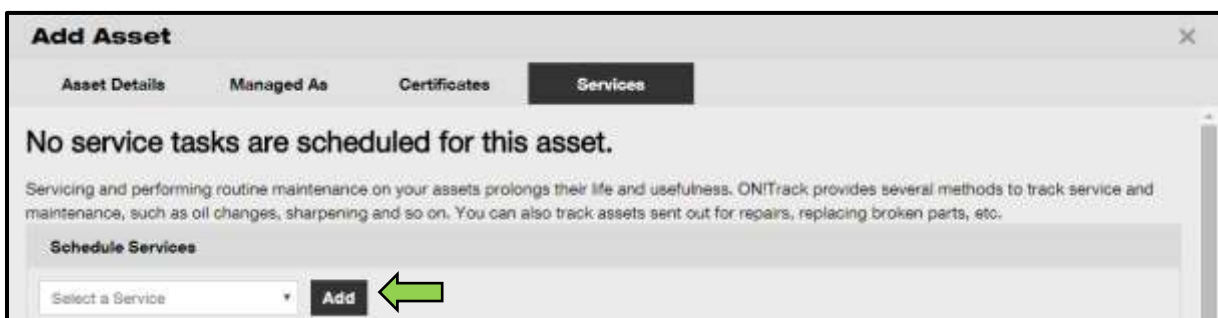 Add Asset
Asset Details Managed As Certificates Services
No service tasks are scheduled for this asset.
Servicing and performing routine maintenance on your assets prolongs their life and usefulness. ON!Track provides several methods to track service and
maintenance, such as oil changes, sharpening and so on. You can also track assets sent out for repairs, replacing broken parts, etc.
Schedule Services
Select a Service Add